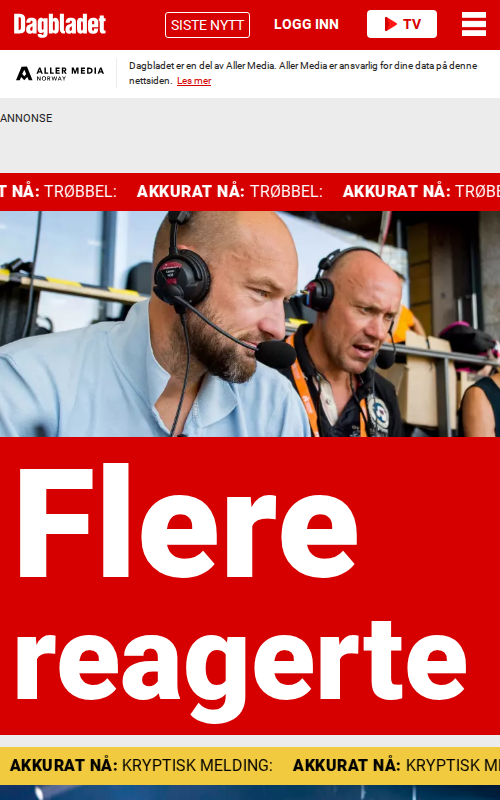 Dagbladet
SISTE NYTT
LOGG INN
TV
ALLER MEDIA
NORWAY
Dagbladet er en del av Aller Media. Aller Media er ansvarlig for dine data på denne
nettsiden. Les mer
ANNONSE
T NÅ: TRØBBEL: AKKURAT NÅ: TRØBBEL: AKKURAT NÅ: TRØBB
Flere
reagerte
AKKURAT NÅ: KRYPTISK MELDING: AKKURAT NÅ: KRYPTISK M